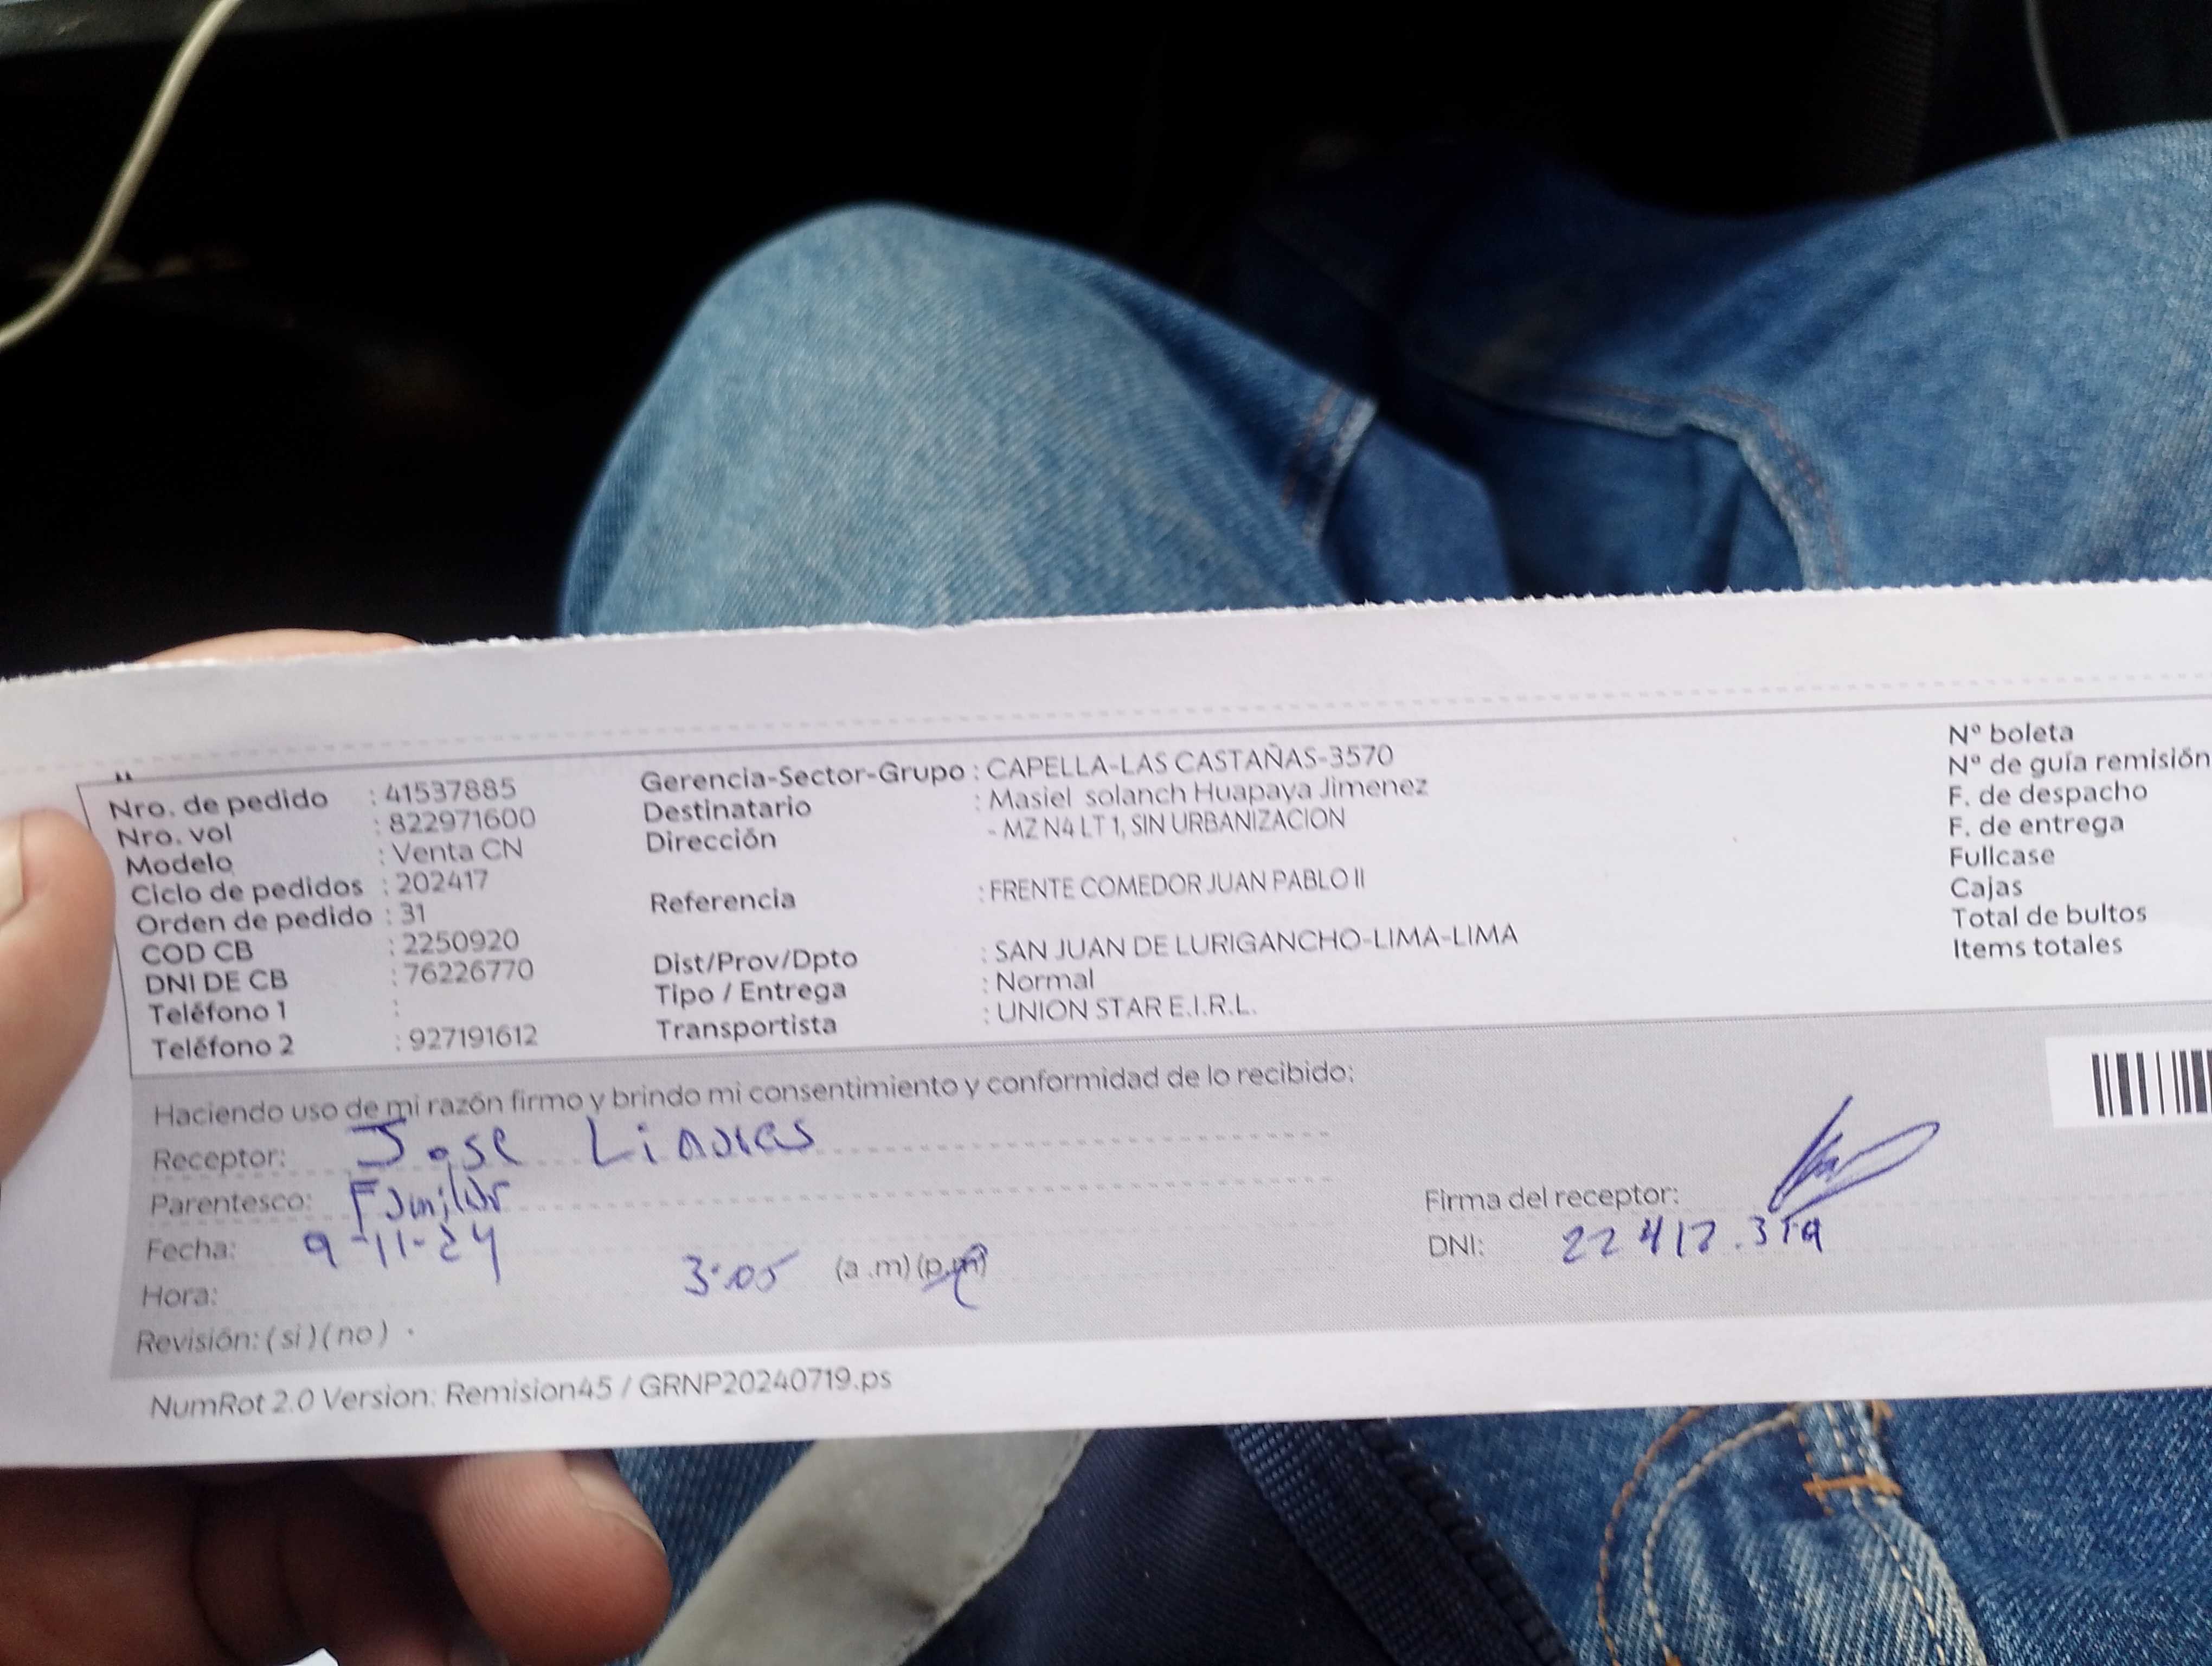 Nro. de pedido : 41537885
Nro. vol : 822971600
Modelo : Venta CN
Ciclo de pedidos : 202417
Orden de pedido : 31
COD CB : 2250920
DNI DE CB : 76226770
Teléfono 1 :
Teléfono 2 : 927191612
Gerencia-Sector-Grupo : CAPELLA-LAS CASTAÑAS-3570
Destinatario : Masiel solanch Huapaya Jimenez
Dirección - MZ N4 LT 1, SIN URBANIZACION
Referencia : FRENTE COMEDOR JUAN PABLO II
Dist/Prov/Dpto : SAN JUAN DE LURIGANCHO-LIMA-LIMA
Tipo / Entrega : Normal
Transportista : UNION STAR E.I.R.L.
N° boleta
N° de guía remisión
F. de despacho
F. de entrega
Fullcase
Cajas
Total de bultos
Items totales
Haciendo uso de mi razón firmo y brindo mi consentimiento y conformidad de lo recibido:
Receptor: Jose
Parentesco: Familiar
Fecha: 9-11-24
Hora: 3:05 (a.m) (p.m)
Revisión: (si) (no)
Firma del receptor:
DNI:
NumRot 2.0 Version: Remision45 / GRNP20240719.ps